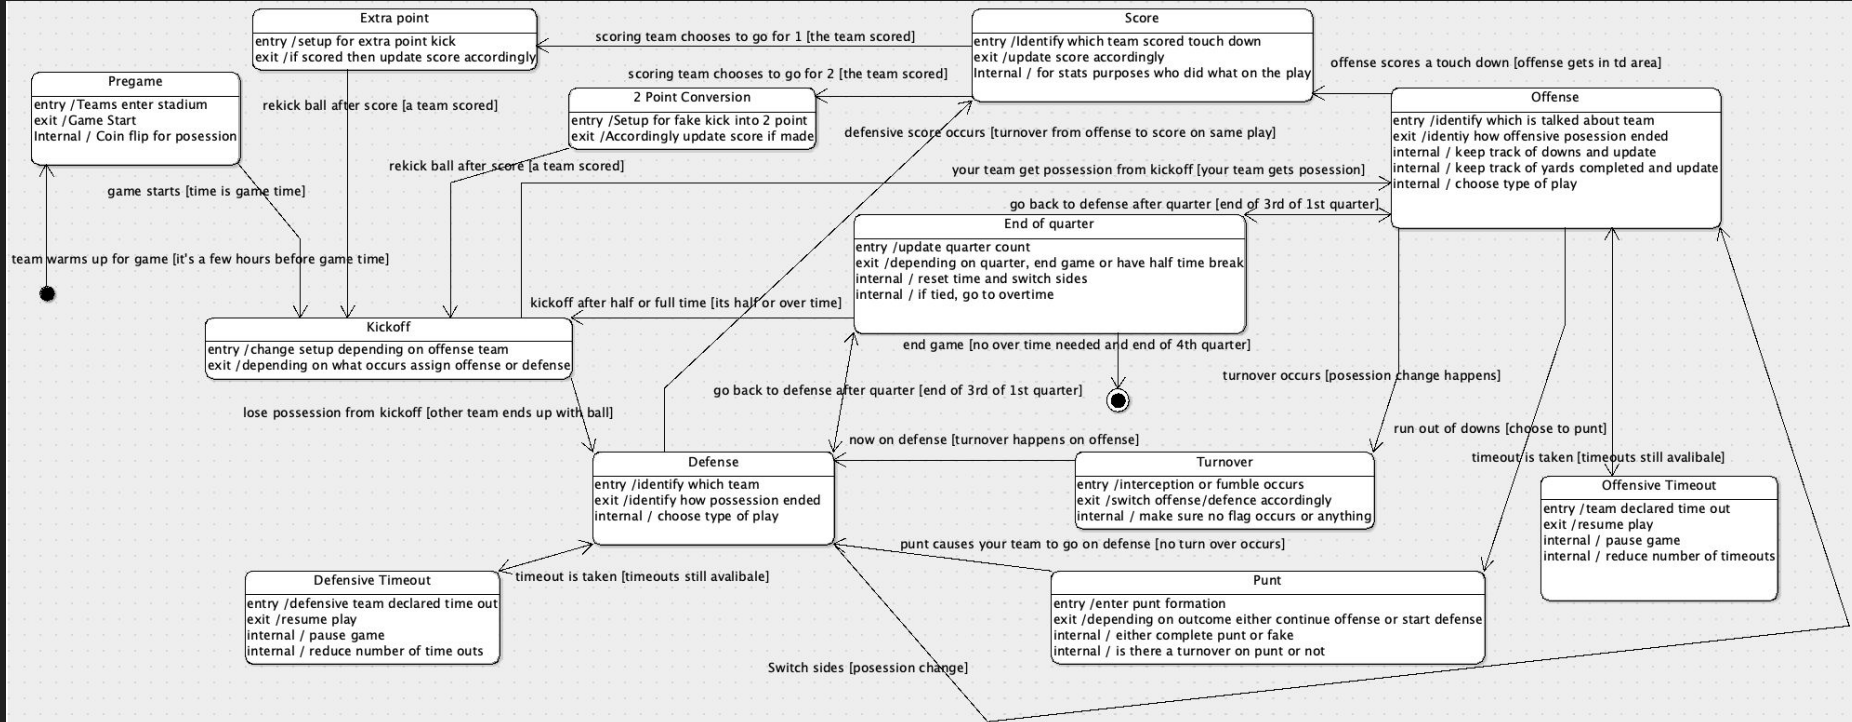 Extra point
entry /setup for extra point kick
exit /if scored then update score accordingly
scoring team chooses to go for 1 [the team scored]
Score
entry /Identify which team scored touch down
exit /update score accordingly
Internal / for stats purposes who did what on the play
offense scores a touch down [offense gets in td area]
Pregame
entry /Teams enter stadium
exit /Game Start
Internal / Coin flip for posession
rekick ball after score [a team scored]
scoring team chooses to go for 2 [the team scored]
2 Point Conversion
entry /Setup for fake kick into 2 point
exit /Accordingly update score if made
defensive score occurs [turnover from offense to score on same play]
Offense
entry /identify which is talked about team
exit /identiy how offensive posession ended
internal / keep track of downs and update
internal / keep track of yards completed and update
internal / choose type of play
rekick ball after score [a team scored]
your team get possession from kickoff [your team gets posession]
game starts [time is game time]
go back to defense after quarter [end of 3rd of 1st quarter]
End of quarter
entry /update quarter count
exit /depending on quarter, end game or have half time break
internal / reset time and switch sides
internal / if tied, go to overtime
team warms up for game [it's a few hours before game time]
kickoff after half or full time [its half or over time]
Kickoff
entry /change setup depending on offense team
exit /depending on what occurs assign offense or defense
end game [no over time needed and end of 4th quarter]
turnover occurs [posession change happens]
go back to defense after quarter [end of 3rd of 1st quarter]
lose possession from kickoff [other team ends up with ball]
run out of downs [choose to punt]
now on defense [turnover happens on offense]
timeout is taken [timeouts still avalibale]
Defense
entry /identify which team
exit /identify how possession ended
internal / choose type of play
Turnover
entry /interception or fumble occurs
exit /switch offense/defence accordingly
internal / make sure no flag occurs or anything
Offensive Timeout
entry /team declared time out
exit /resume play
internal / pause game
internal / reduce number of timeouts
punt causes your team to go on defense [no turn over occurs]
timeout is taken [timeouts still avalibale]
Defensive Timeout
entry /defensive team declared time out
exit /resume play
internal / pause game
internal / reduce number of time outs
Punt
entry /enter punt formation
exit /depending on outcome either continue offense or start defense
internal / either complete punt or fake
internal / is there a turnover on punt or not
Switch sides [posession change]